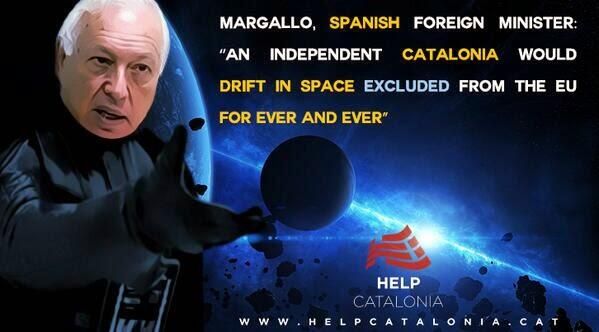 MARGALLO, SPANISH FOREIGN MINISTER:
"AN INDEPENDENT CATALONIA WOULD
DRIFT IN SPACE EXCLUDED FROM THE EU
FOR EVER AND EVER"
HELP
CATALONIA
WWW.HELPCATALONIA.CAT